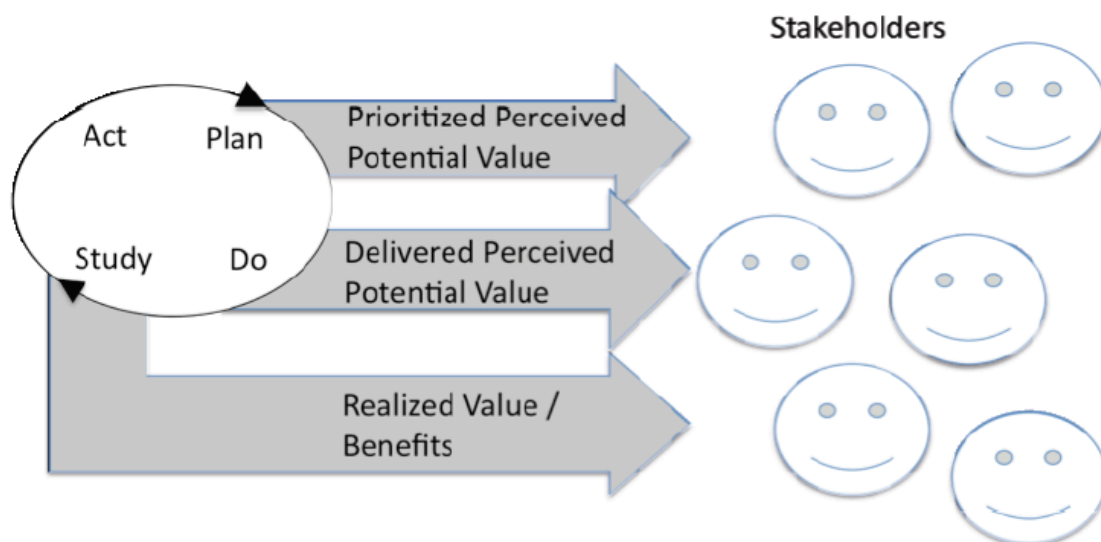 Stakeholders
Act
Plan
Study
Do
Prioritized Perceived
Potential Value
Delivered Perceived
Potential Value
Realized Value /
Benefits